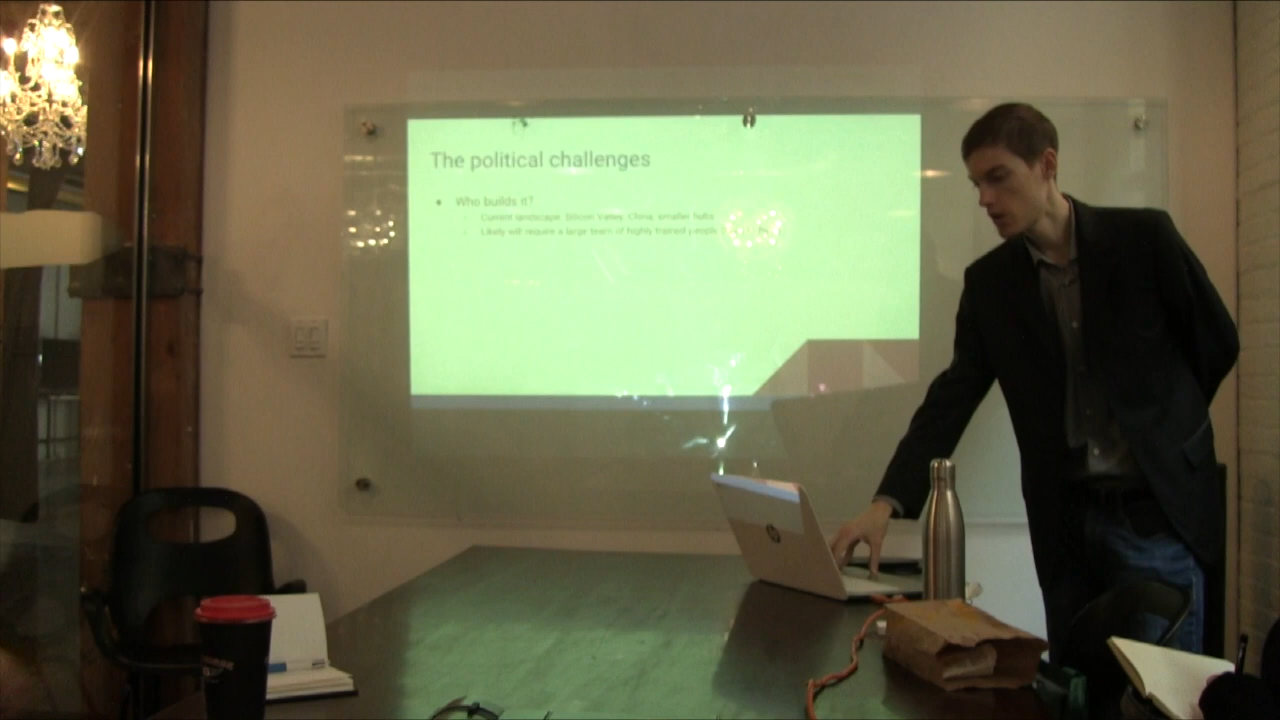 The political challenges
Who builds it?
Current landscape: Silicon Valley, China, smaller hubs
Likely will require a large team of highly trained people
hp